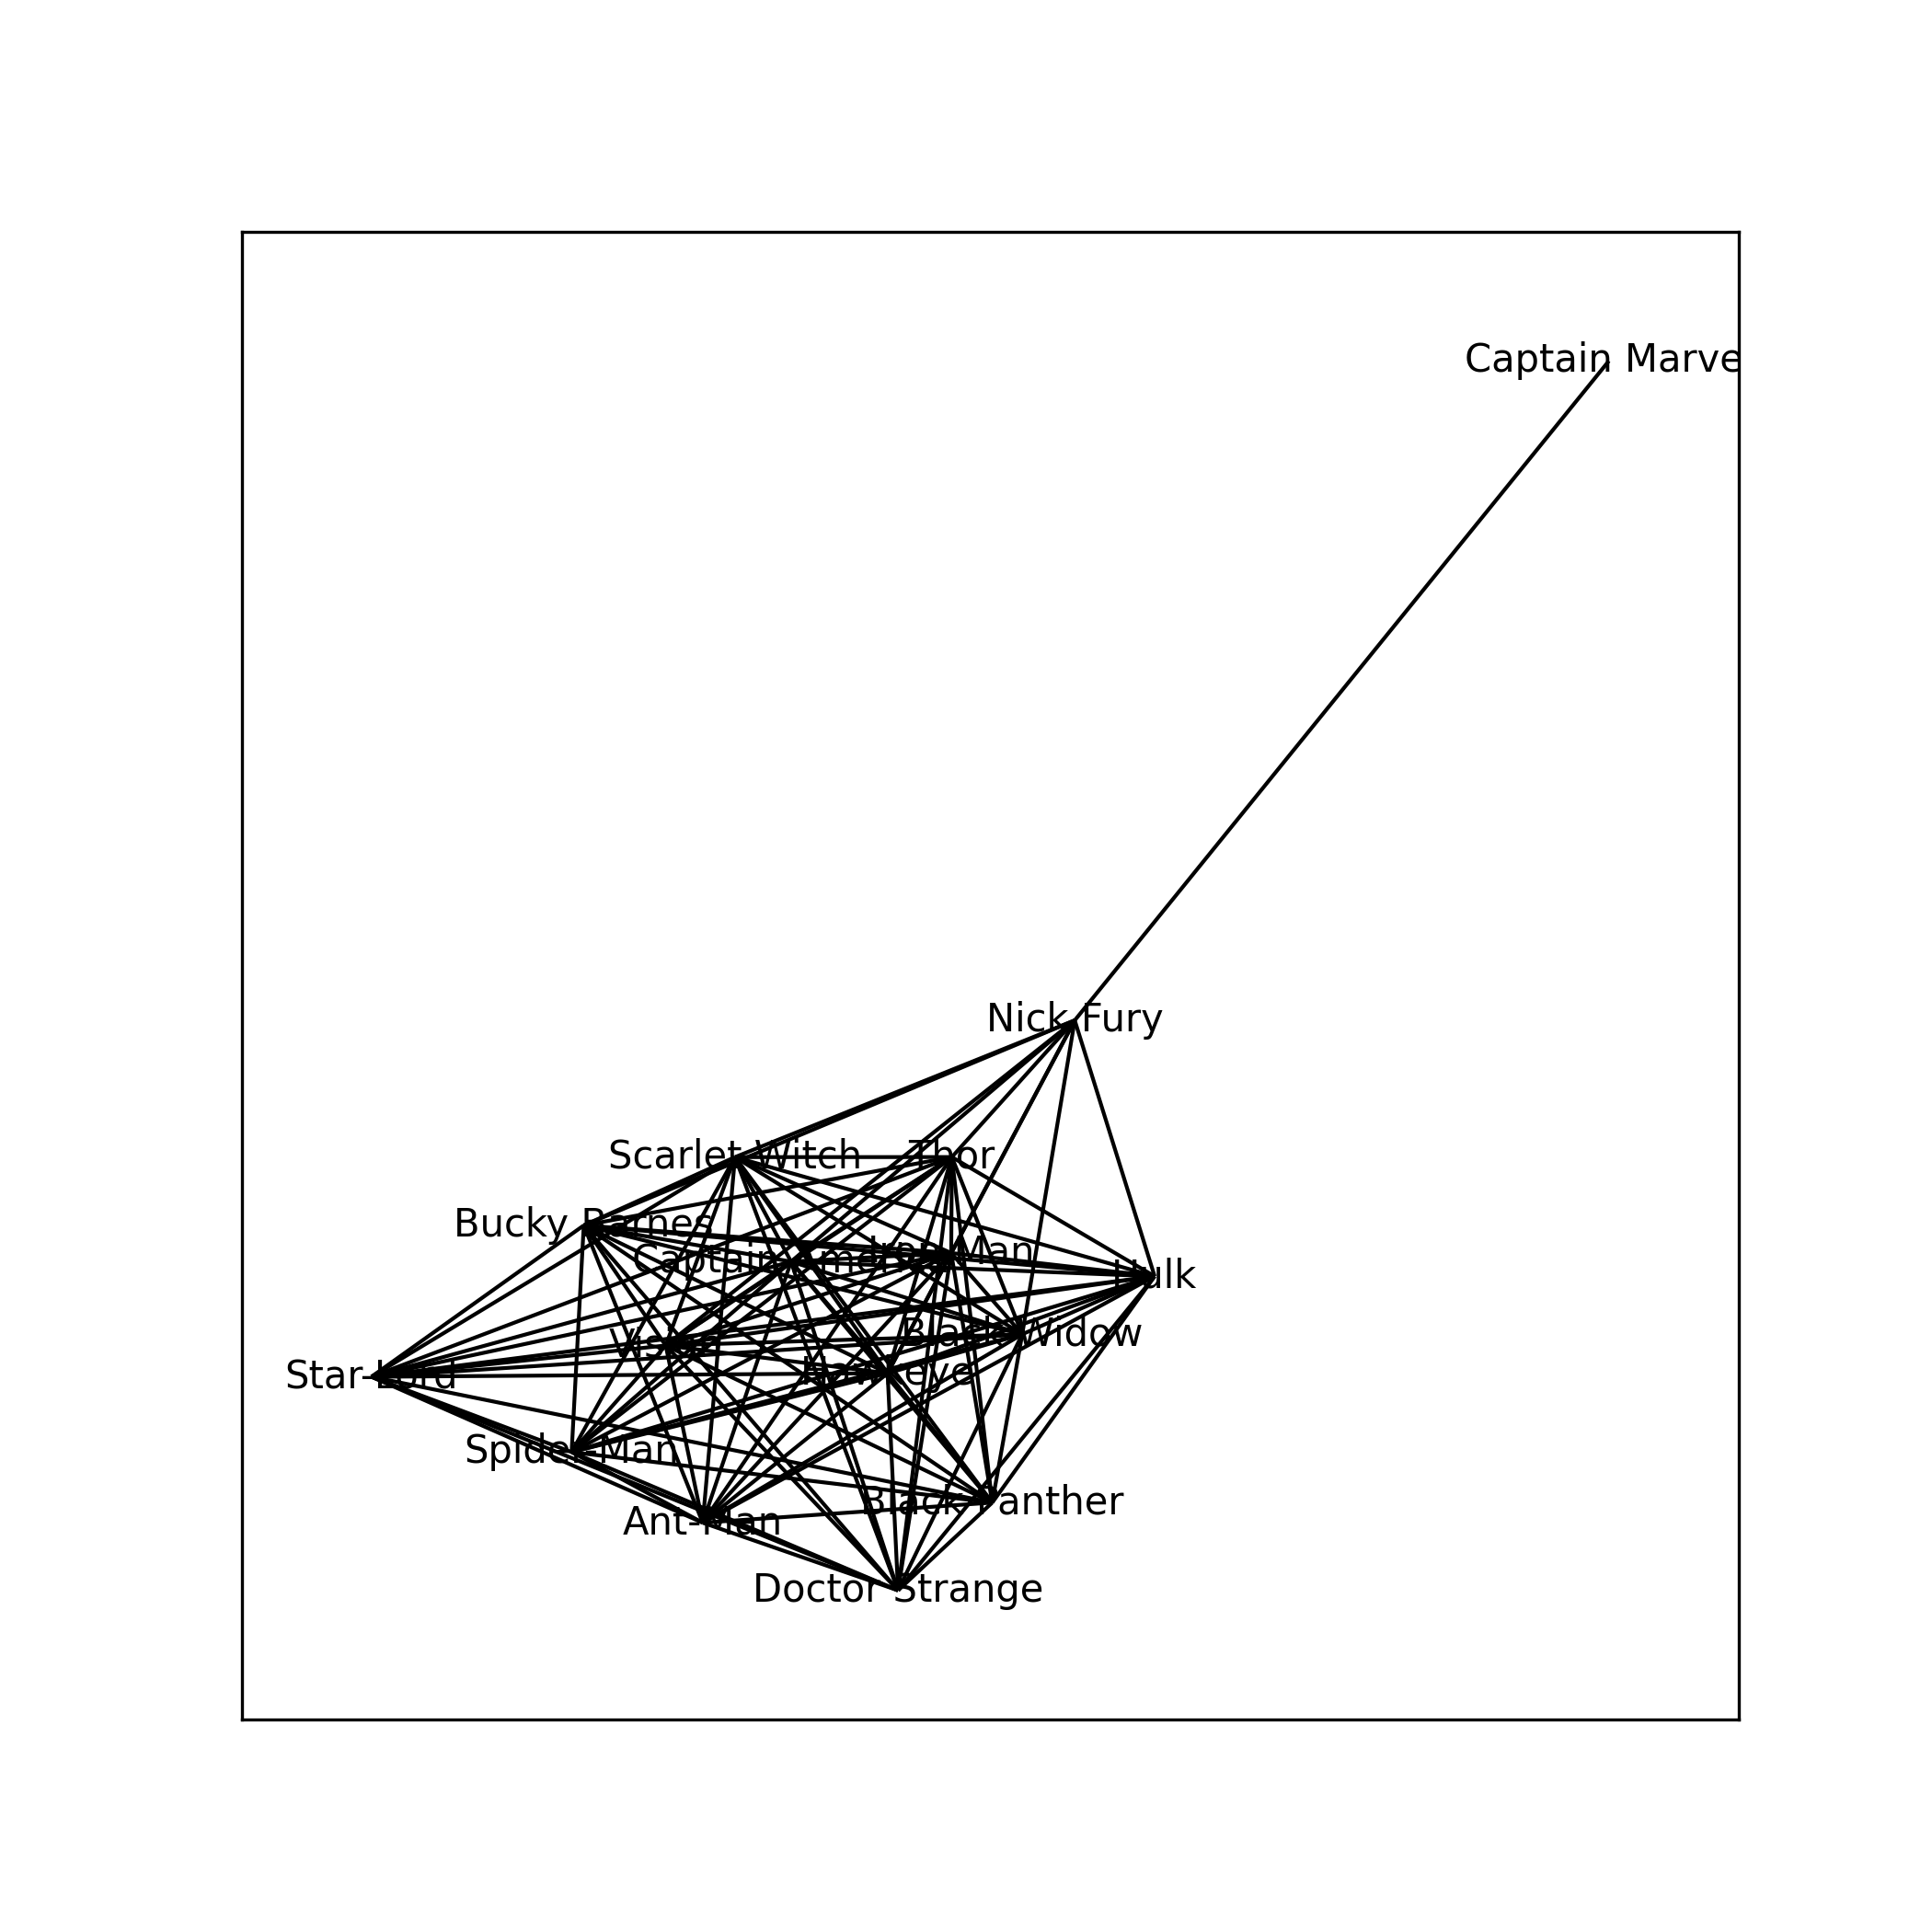 Captain Marve
Nick Fury
Scarlet Witch
Thor
Bucky Barnes
Iron Man
Captain
Hulk
Black Widow
Vision
Hawkeye
Star-Lord
Spider-Man
Black Panther
Ant-Man
Doctor Strange